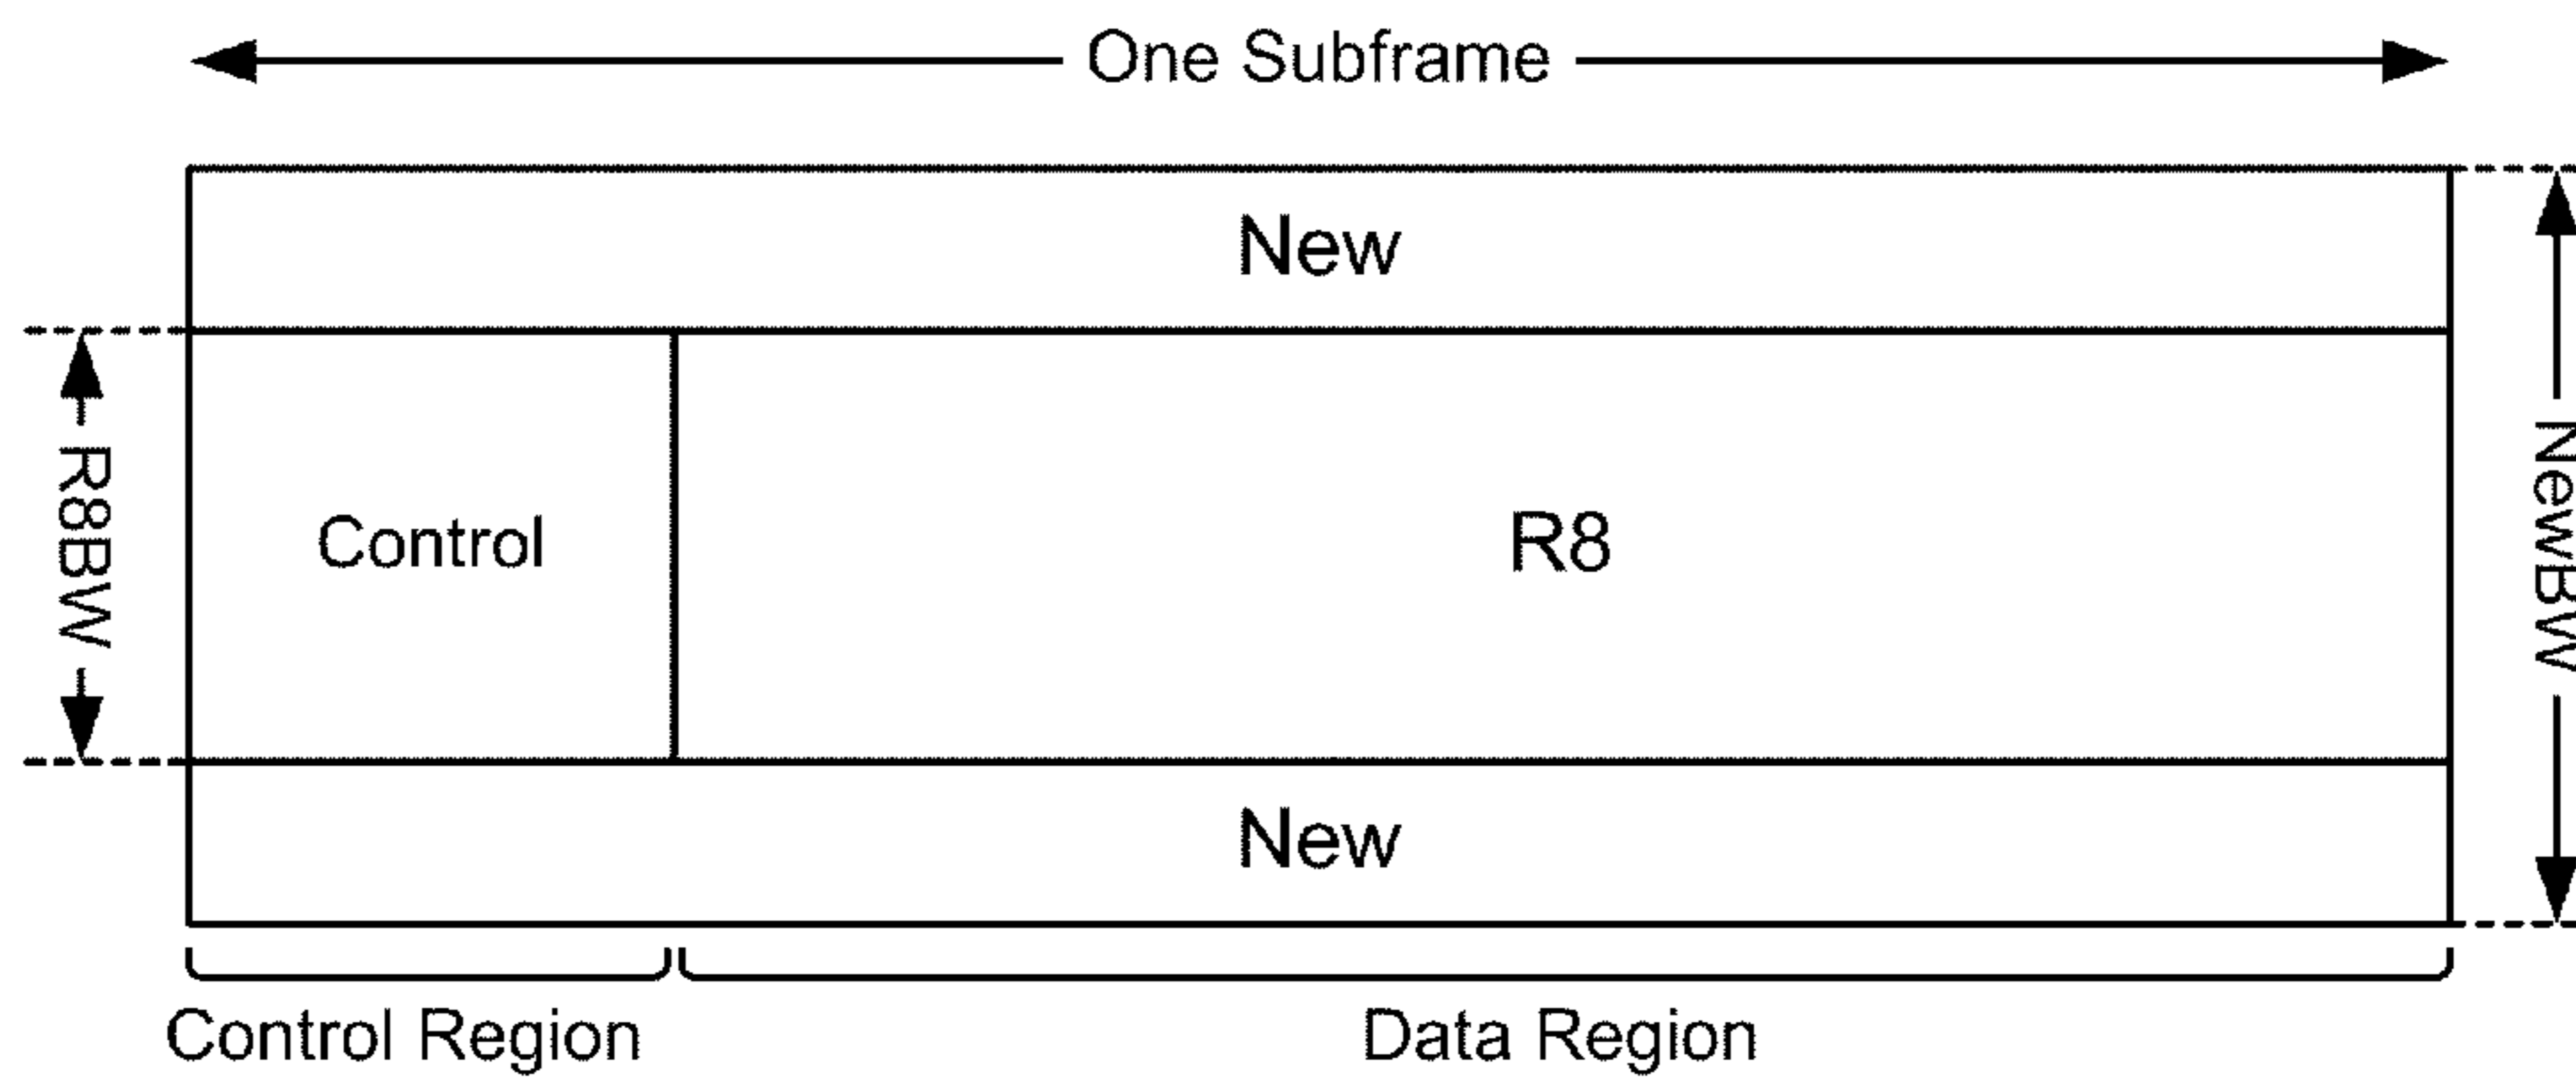 One Subframe
New
R8BW
Control
R8
NewBW
New
Control Region
Data Region